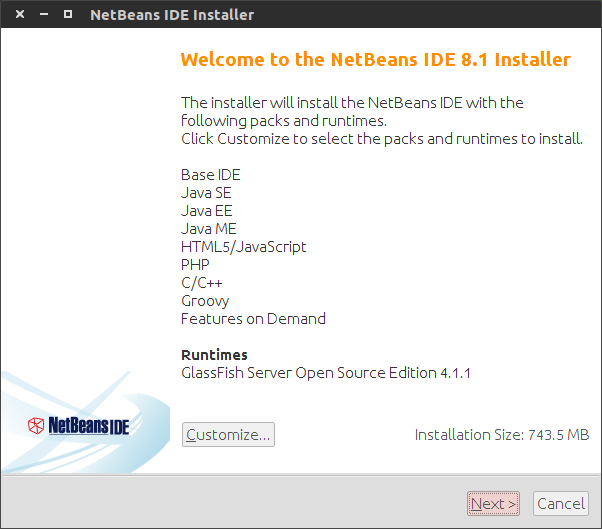 NetBeans IDE Installer
Welcome to the NetBeans IDE 8.1 Installer
The installer will install the NetBeans IDE with the
following packs and runtimes.
Click Customize to select the packs and runtimes to install.
Base IDE
Java SE
Java EE
Java ME
HTML5/JavaScript
PHP
C/C++
Groovy
Features on Demand
Runtimes
GlassFish Server Open Source Edition 4.1.1
NetBeans IDE
Customize... Installation Size: 743.5 MB
Next > Cancel